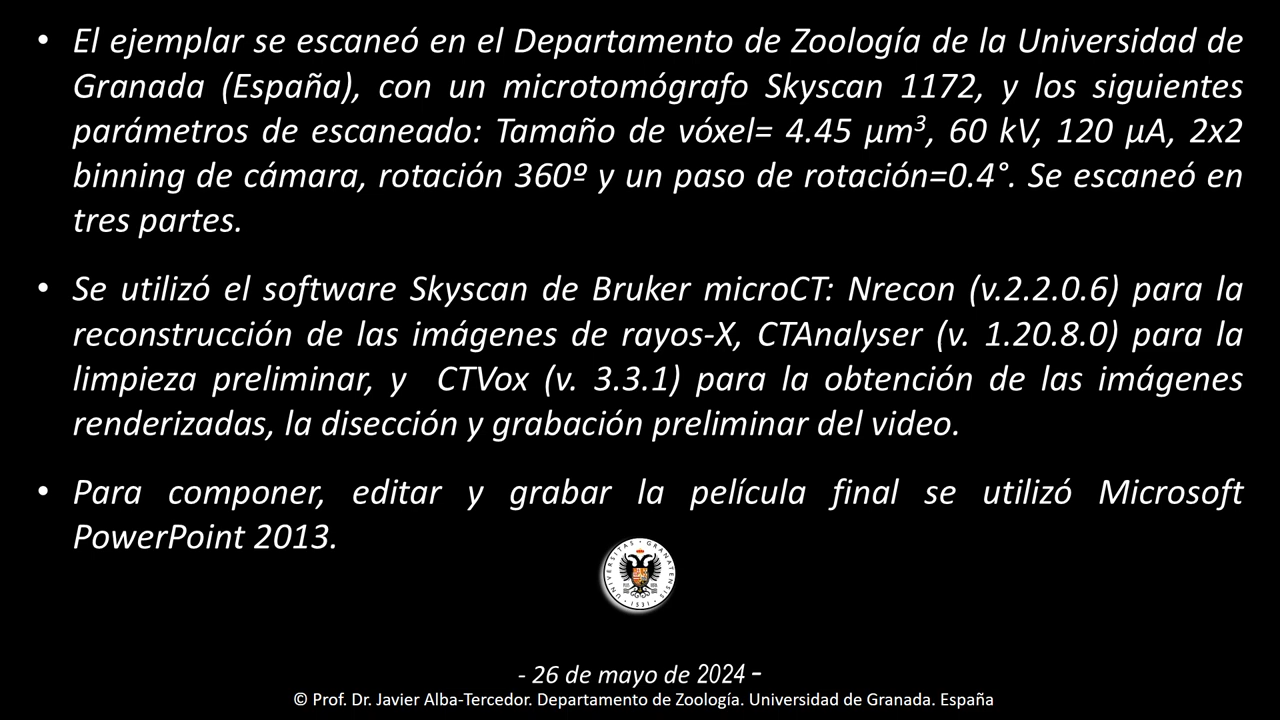 • El ejemplar se escaneó en el Departamento de Zoología de la Universidad de
Granada (España), con un microtomógrafo Skyscan 1172, y los siguientes
parámetros de escaneado: Tamaño de vóxel= 4.45 µm³, 60 kV, 120 µA, 2x2
binning de cámara, rotación 360º y un paso de rotación=0.4°. Se escaneó en
tres partes.
• Se utilizó el software Skyscan de Bruker microCT: Nrecon (v.2.2.0.6) para la
reconstrucción de las imágenes de rayos-X, CTAnalyser (v. 1.20.8.0) para la
limpieza preliminar, y CTVox (v. 3.3.1) para la obtención de las imágenes
renderizadas, la disección y grabación preliminar del video.
• Para componer, editar y grabar la película final se utilizó Microsoft
PowerPoint 2013.
UNIVERSITAS • GRANATENSIS
• 1531 •
- 26 de mayo de 2024 –
© Prof. Dr. Javier Alba-Tercedor. Departamento de Zoología. Universidad de Granada. España